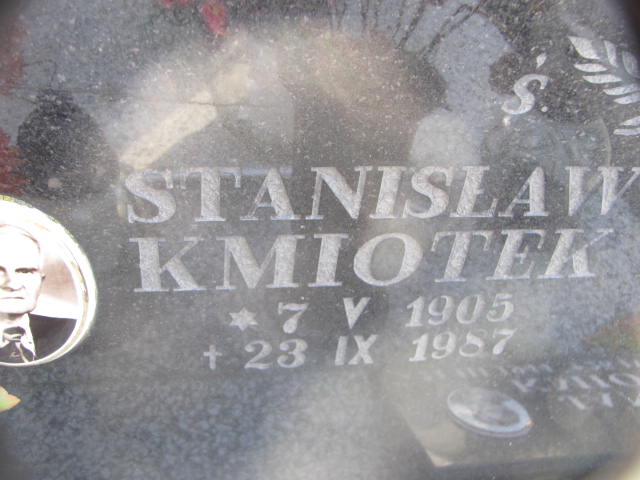 Ś.
STANISŁAW
KMIOTEK
* 7 V 1905
+ 23 IX 1987